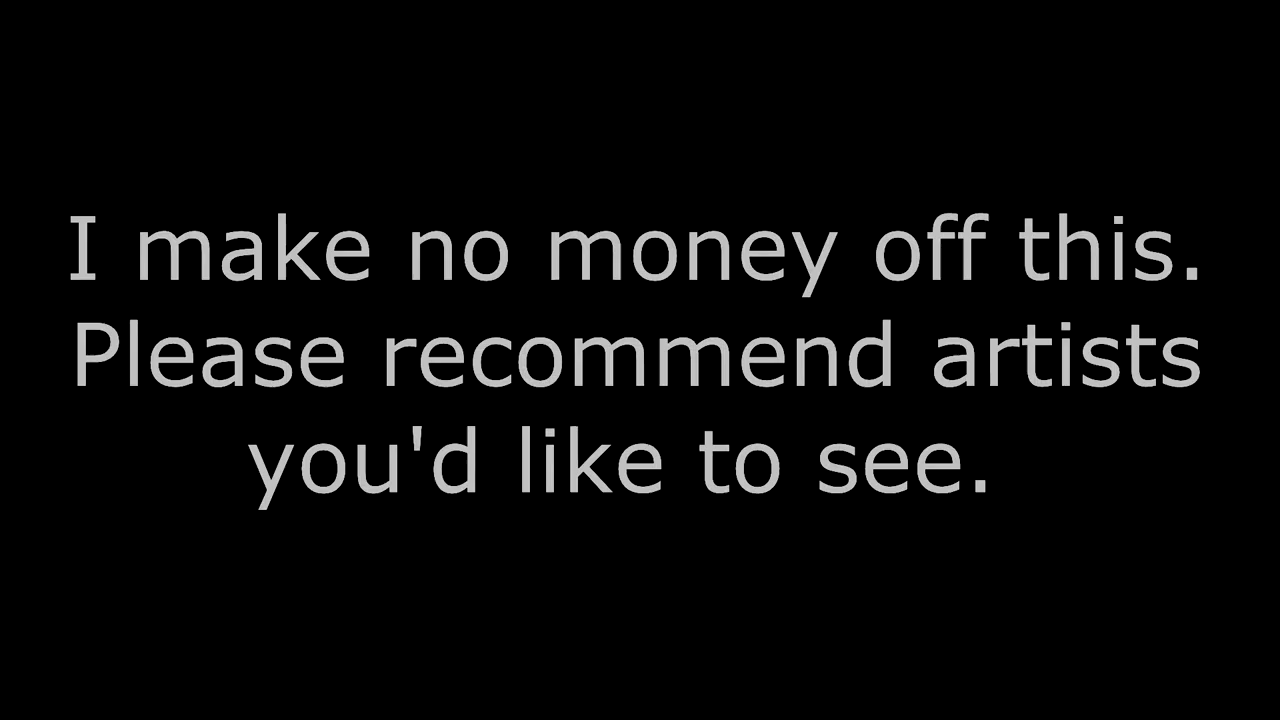 I make no money off this.
Please recommend artists
you'd like to see.